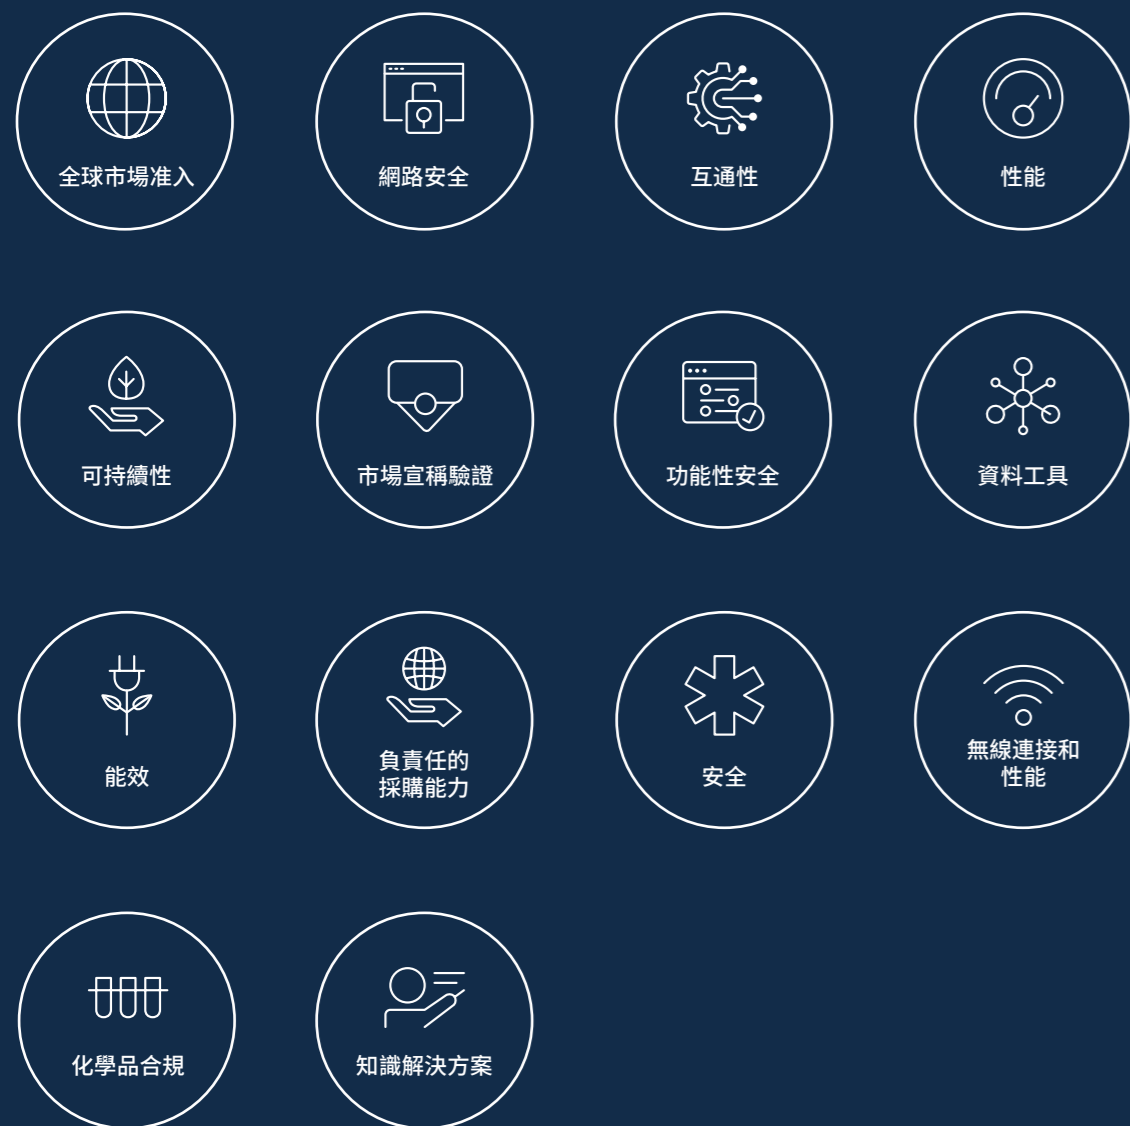 全球市場准入
網路安全
互通性
性能
可持續性
市場宣稱驗證
功能性安全
資料工具
能效
負責任的
採購能力
安全
無線連接和
性能
化學品合規
知識解決方案